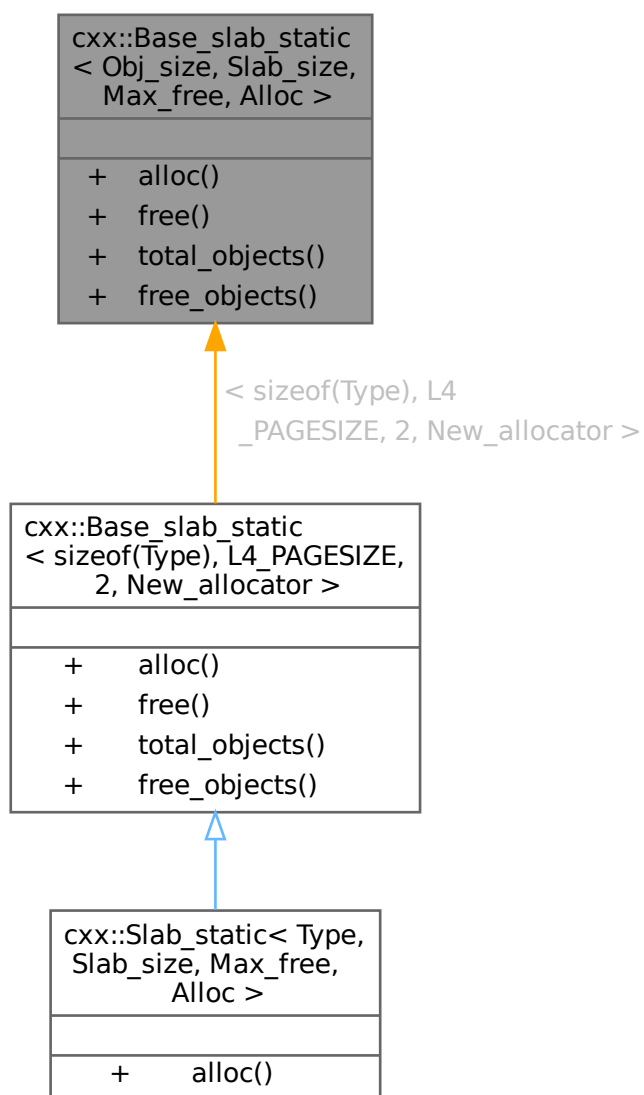 cxx::Base_slab_static
< Obj_size, Slab_size,
Max_free, Alloc >
+ alloc()
+ free()
+ total_objects()
+ free_objects()
< sizeof(Type), L4
_PAGESIZE, 2, New_allocator >
cxx::Base_slab_static
< sizeof(Type), L4_PAGESIZE,
2, New_allocator >
+ alloc()
+ free()
+ total_objects()
+ free_objects()
cxx::Slab_static< Type,
Slab_size, Max_free,
Alloc >
+ alloc()